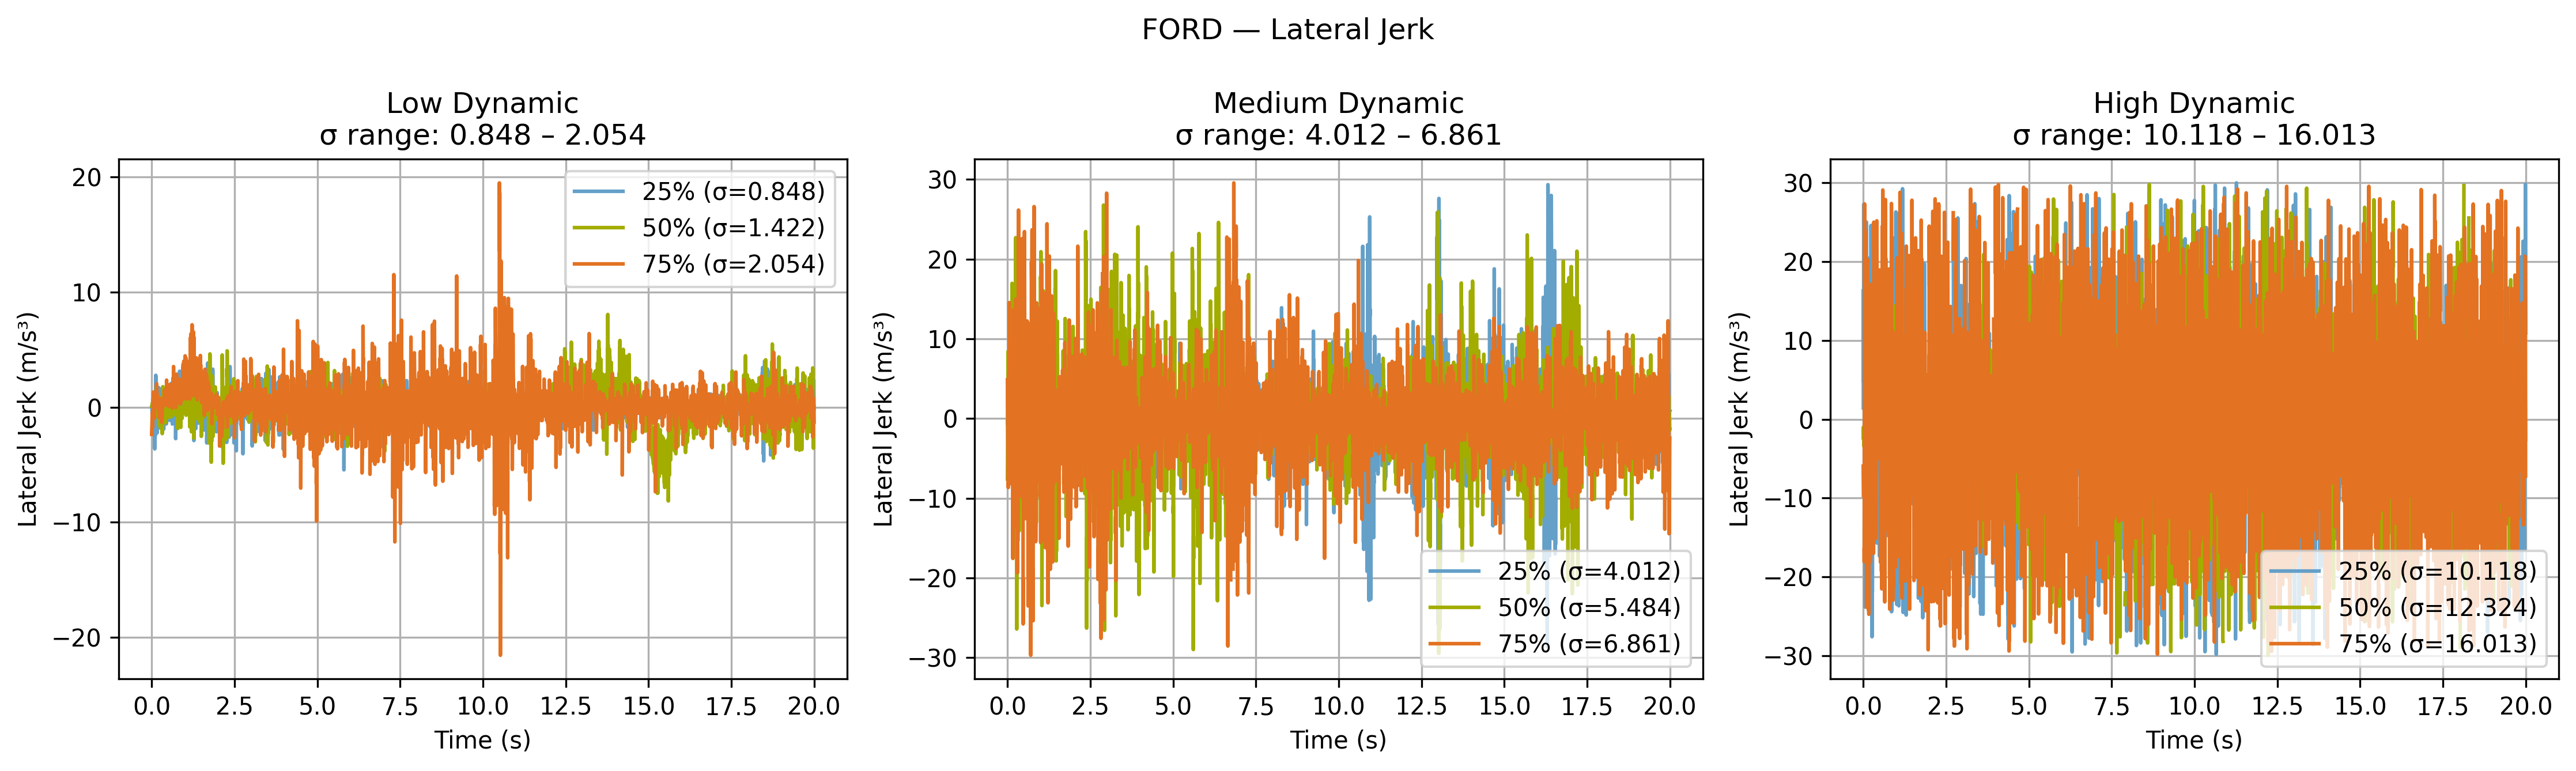 FORD — Lateral Jerk
Low Dynamic
σ range: 0.848 – 2.054
Lateral Jerk (m/s³)
20
10
0
−10
−20
25% (σ=0.848)
50% (σ=1.422)
75% (σ=2.054)
0.0 2.5 5.0 7.5 10.0 12.5 15.0 17.5 20.0
Time (s)
Medium Dynamic
σ range: 4.012 – 6.861
Lateral Jerk (m/s³)
30
20
10
0
−10
−20
−30
25% (σ=4.012)
50% (σ=5.484)
75% (σ=6.861)
0.0 2.5 5.0 7.5 10.0 12.5 15.0 17.5 20.0
Time (s)
High Dynamic
σ range: 10.118 – 16.013
Lateral Jerk (m/s³)
30
20
10
0
−10
−20
−30
25% (σ=10.118)
50% (σ=12.324)
75% (σ=16.013)
0.0 2.5 5.0 7.5 10.0 12.5 15.0 17.5 20.0
Time (s)